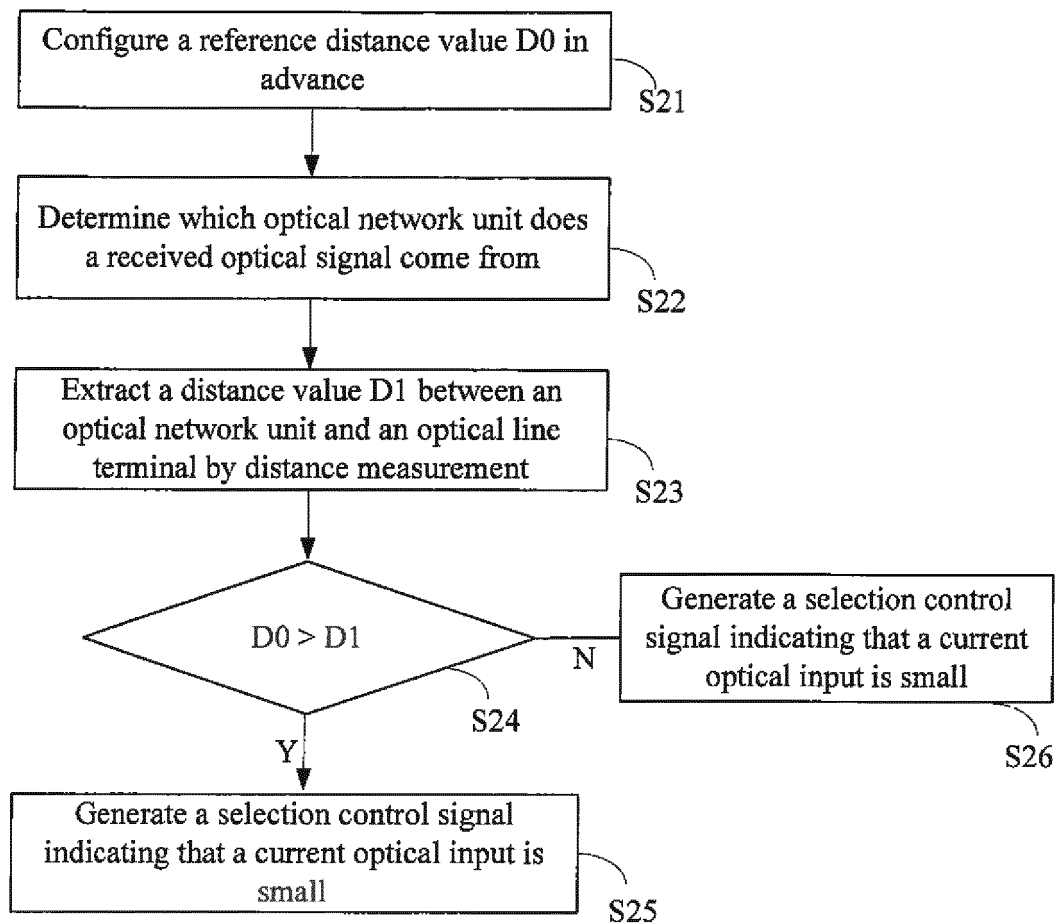 Configure a reference distance value D0 in
advance
S21
Determine which optical network unit does
a received optical signal come from
S22
Extract a distance value D1 between an
optical network unit and an optical line
terminal by distance measurement
S23
D0 > D1
S24
N
Generate a selection control
signal indicating that a current
optical input is small
S26
Y
Generate a selection control signal
indicating that a current optical input is
small
S25